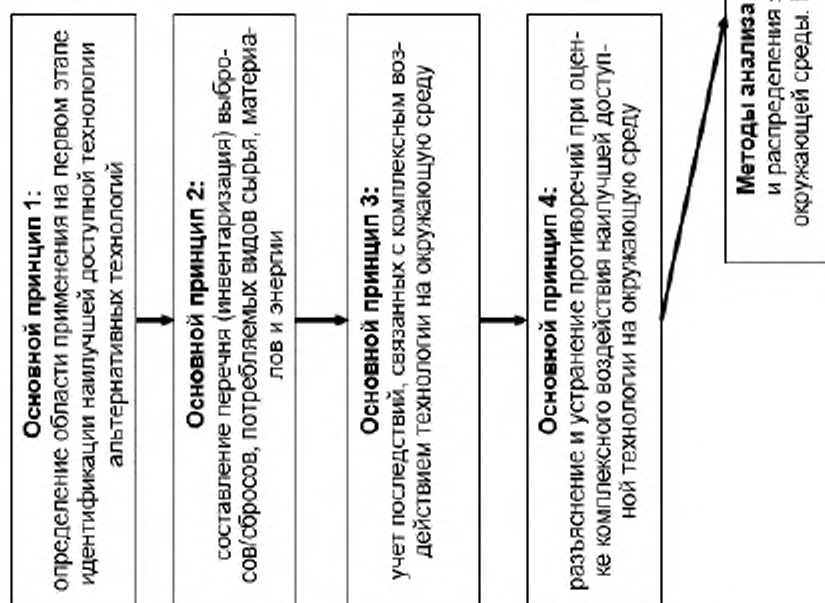 Основной принцип 1:
определение области применения на первом этапе
идентификации наилучшей доступной технологии
альтернативных технологий
Основной принцип 2:
составление перечня (инвентаризация) выбро-
сов/сбросов, потребляемых видов сырья, материа-
лов и энергии
Основной принцип 3:
учет последствий, связанных с комплексным воз-
действием технологии на окружающую среду
Основной принцип 4:
разъяснение и устранение противоречий при оцен-
ке комплексного воздействия наилучшей доступ-
ной технологии на окружающую среду
Методы анализа
и распределения
окружающей среды.